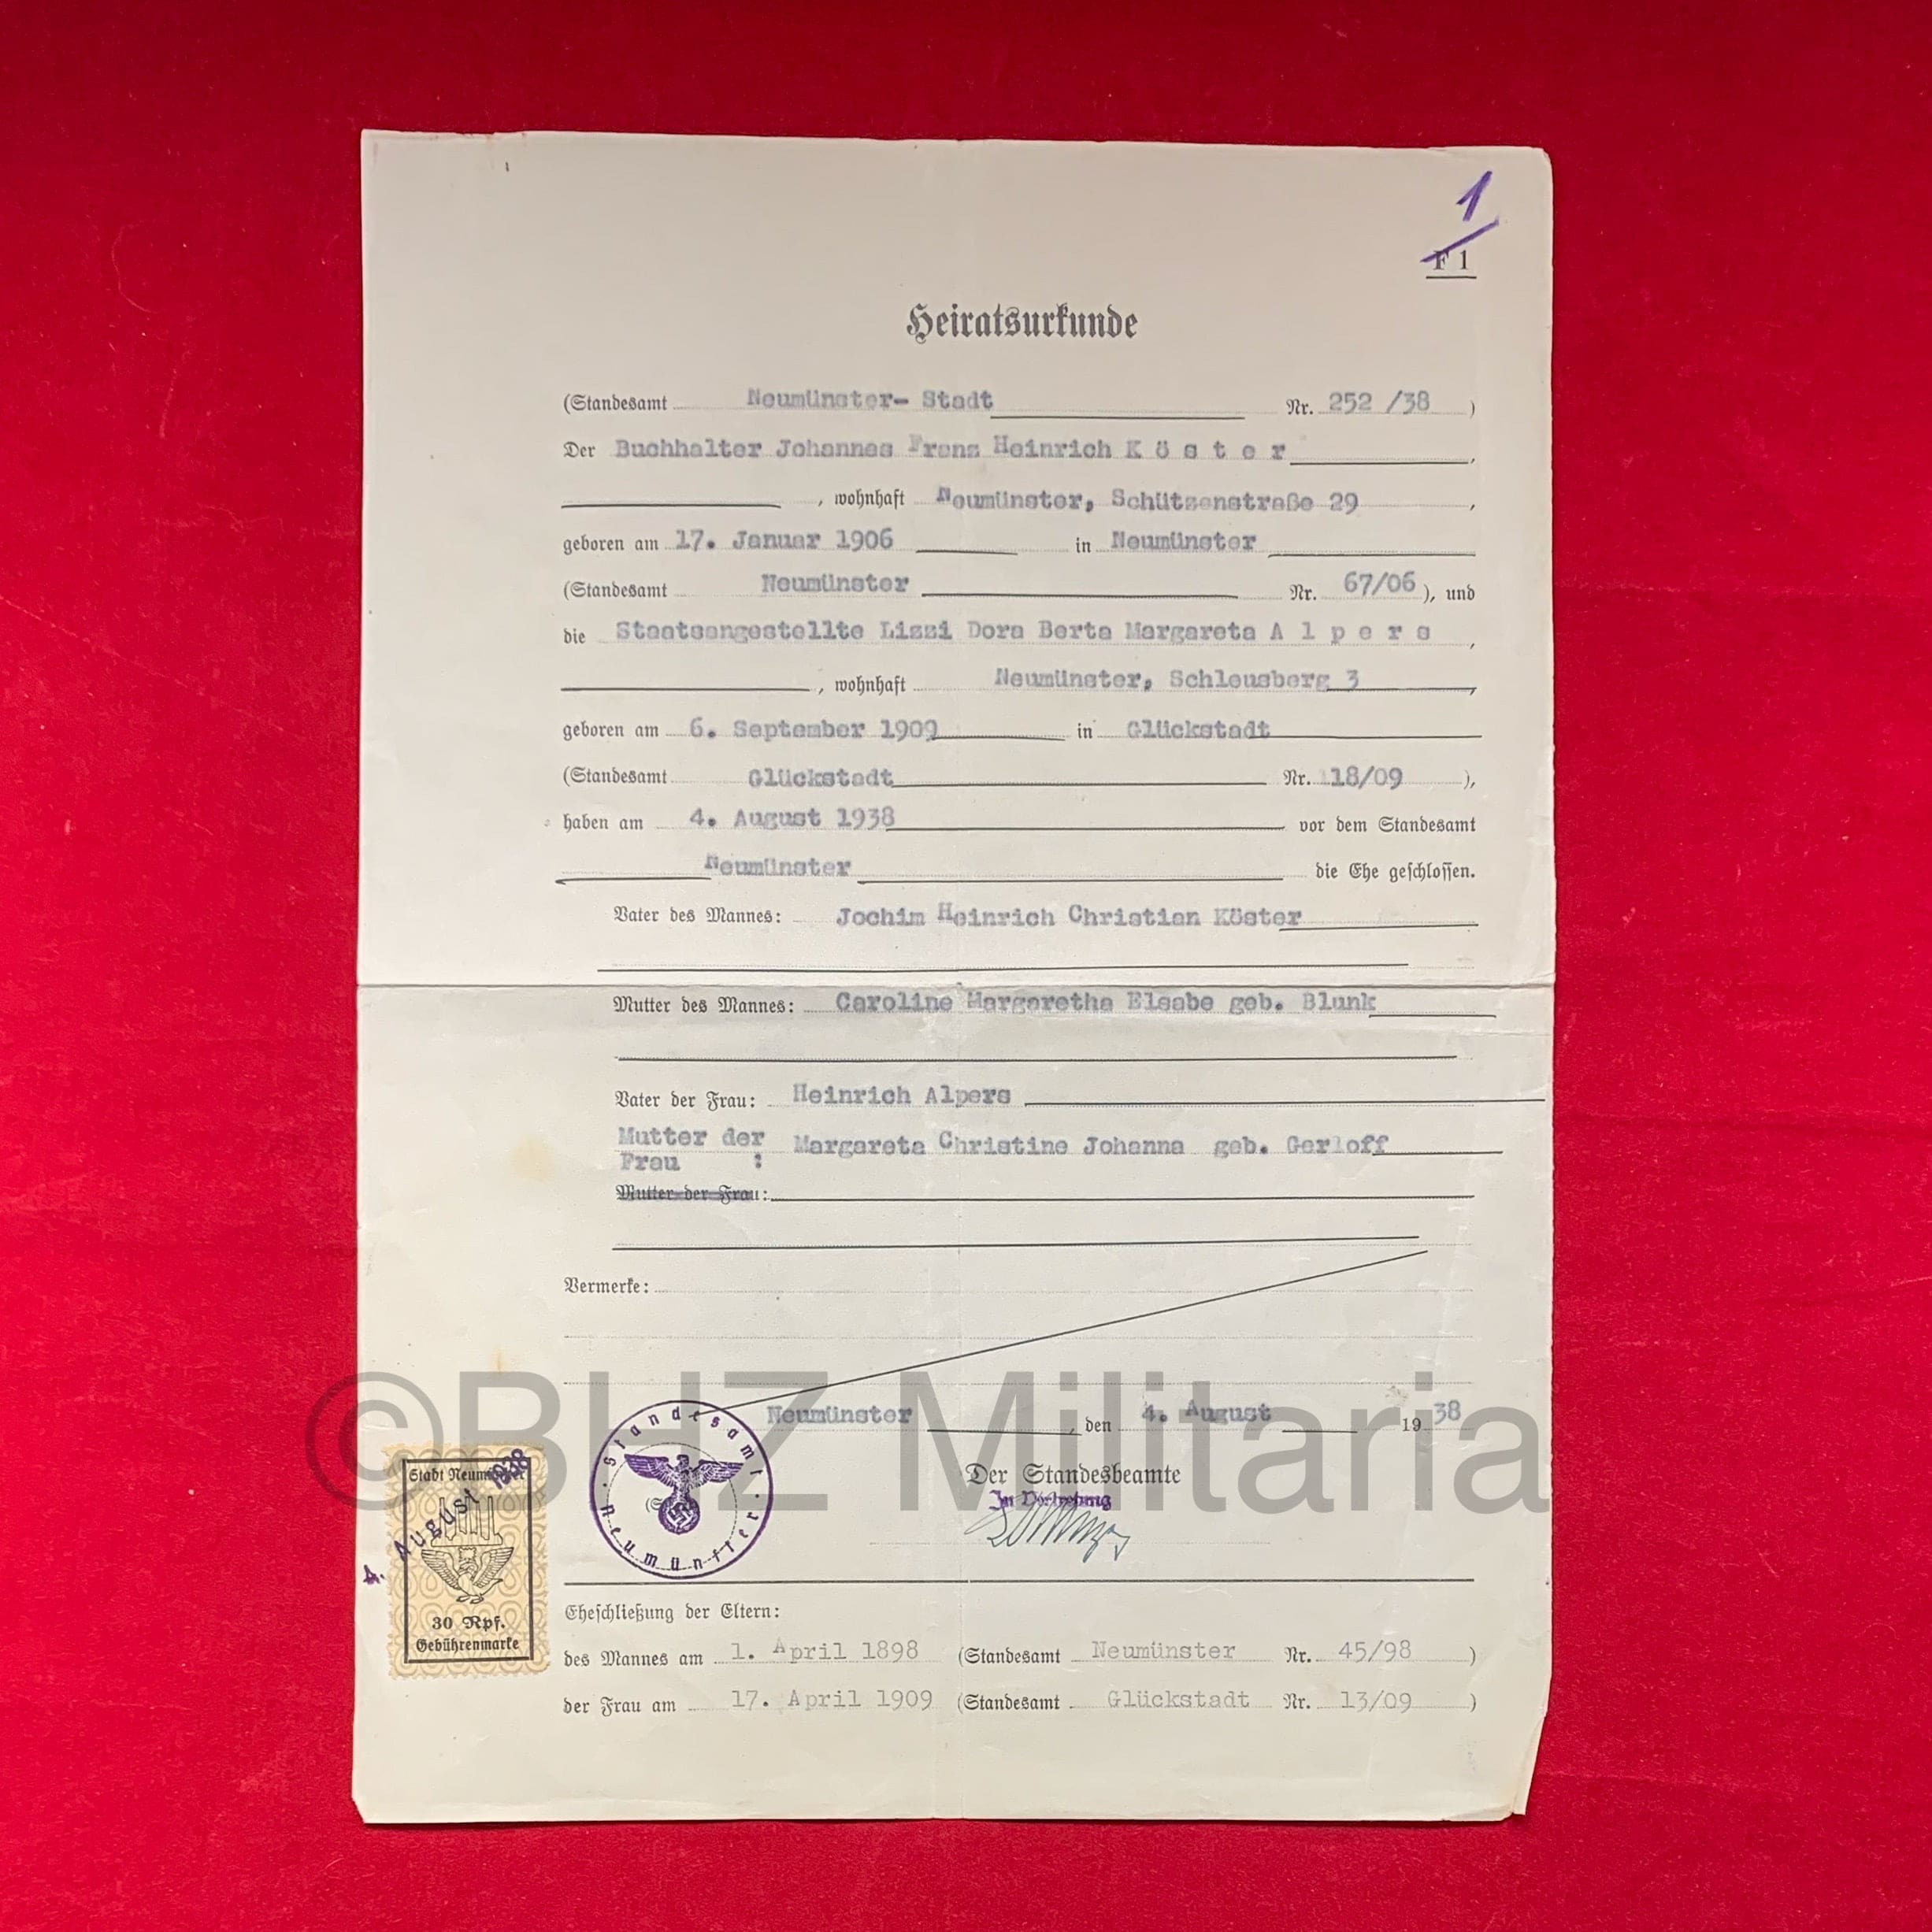 1
F 1
Heiratsurkunde
(Standesamt Neumünster- Stadt Nr. 252 /38 )
Der Buchhalter Johannes Franz Heinrich K ö s t e r ,
, wohnhaft Neumünster, Schützenstraße 29 ,
geboren am 17. Januar 1906 in Neumünster
(Standesamt Neumünster Nr. 67/06 ), und
die Staatsangestellte Lissi Dora Berta Margareta A l p e r s ,
, wohnhaft Neumünster, Schleusberg 3 ,
geboren am 6. September 1909 in Glückstadt
(Standesamt Glückstadt Nr. 118/09 ),
haben am 4. August 1938 vor dem Standesamt
Neumünster die Ehe geschlossen.
Vater des Mannes: Jochim Heinrich Christian Köster
Mutter des Mannes: Caroline Margaretha Elsabe geb. Blunk
Vater der Frau: Heinrich Alpers
Mutter der Frau : Margareta Christine Johanna geb. Gerloff
Mutter der Frau:
Vermerke:
Neumünster , den 4. August 19 38
Standesamt Neumünster
Der Standesbeamte
In Vertretung
Stadt Neumünster
4. August 1938
30 Rpf.
Gebührenmarke
Eheschließung der Eltern:
des Mannes am 1. April 1898 (Standesamt Neumünster Nr. 45/98 )
der Frau am 17. April 1909 (Standesamt Glückstadt Nr. 13/09 )
©BHZ Militaria